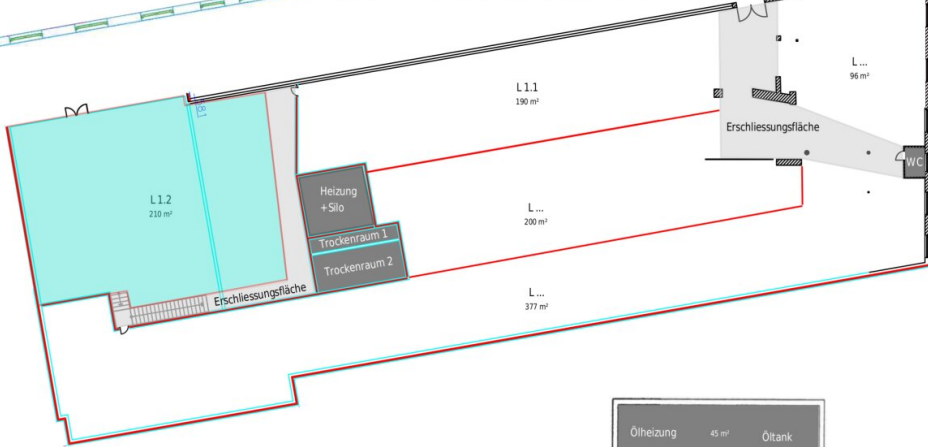 L 1.1
190 m²
L ...
96 m²
Erschliessungsfläche
WC
L 1.2
210 m²
Heizung
+ Silo
Trockenraum 1
Trockenraum 2
L ...
200 m²
Erschliessungsfläche
L ...
377 m²
Ölheizung 45 m² Öltank